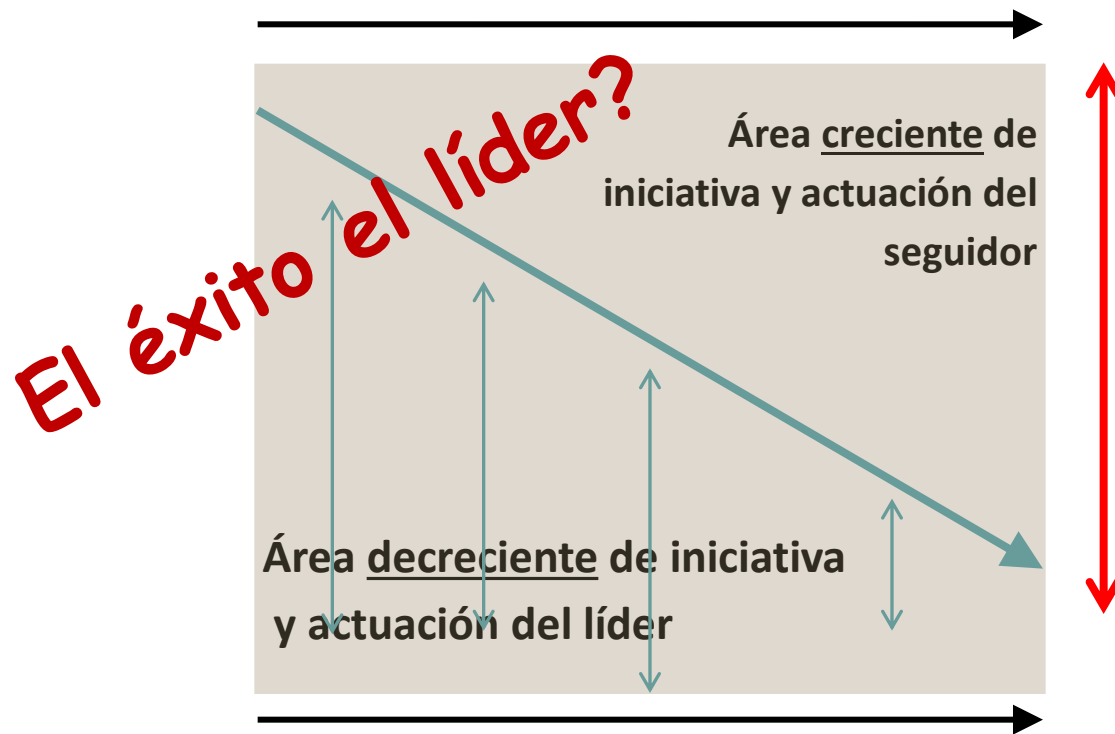 El éxito el líder?
Área creciente de
iniciativa y actuación del
seguidor
Área decreciente de iniciativa
y actuación del líder